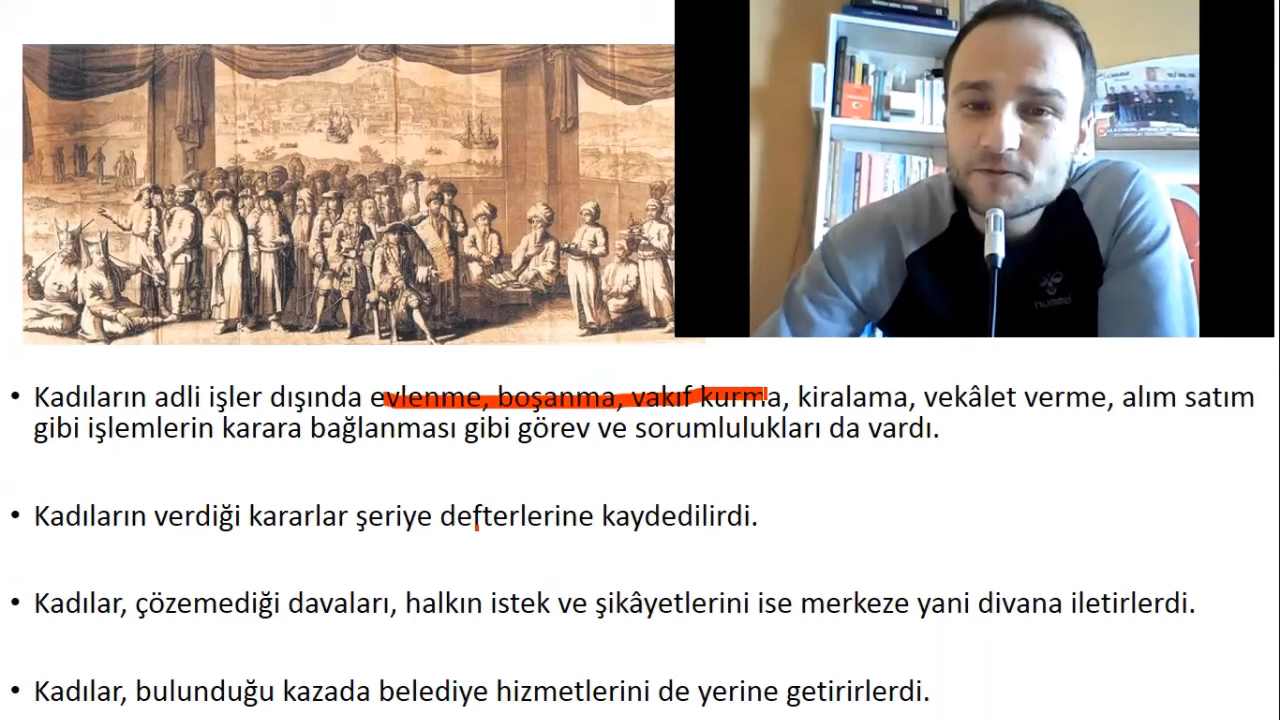 hummel
• Kadıların adli işler dışında evlenme, boşanma, vakıf kurma, kiralama, vekâlet verme, alım satım
gibi işlemlerin karara bağlanması gibi görev ve sorumlulukları da vardı.
• Kadıların verdiği kararlar şeriye defterlerine kaydedilirdi.
• Kadılar, çözemediği davaları, halkın istek ve şikâyetlerini ise merkeze yani divana iletirlerdi.
• Kadılar, bulunduğu kazada belediye hizmetlerini de yerine getirirlerdi.